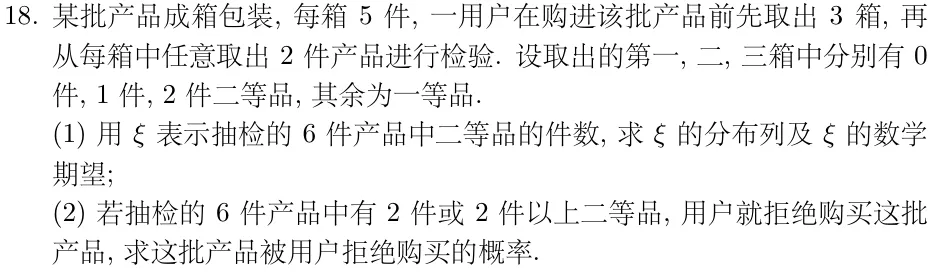 18. 某批产品成箱包装, 每箱 5 件, 一用户在购进该批产品前先取出 3 箱, 再
从每箱中任意取出 2 件产品进行检验. 设取出的第一, 二, 三箱中分别有 0
件, 1 件, 2 件二等品, 其余为一等品.
(1) 用 ξ 表示抽检的 6 件产品中二等品的件数, 求 ξ 的分布列及 ξ 的数学
期望;
(2) 若抽检的 6 件产品中有 2 件或 2 件以上二等品, 用户就拒绝购买这批
产品, 求这批产品被用户拒绝购买的概率.